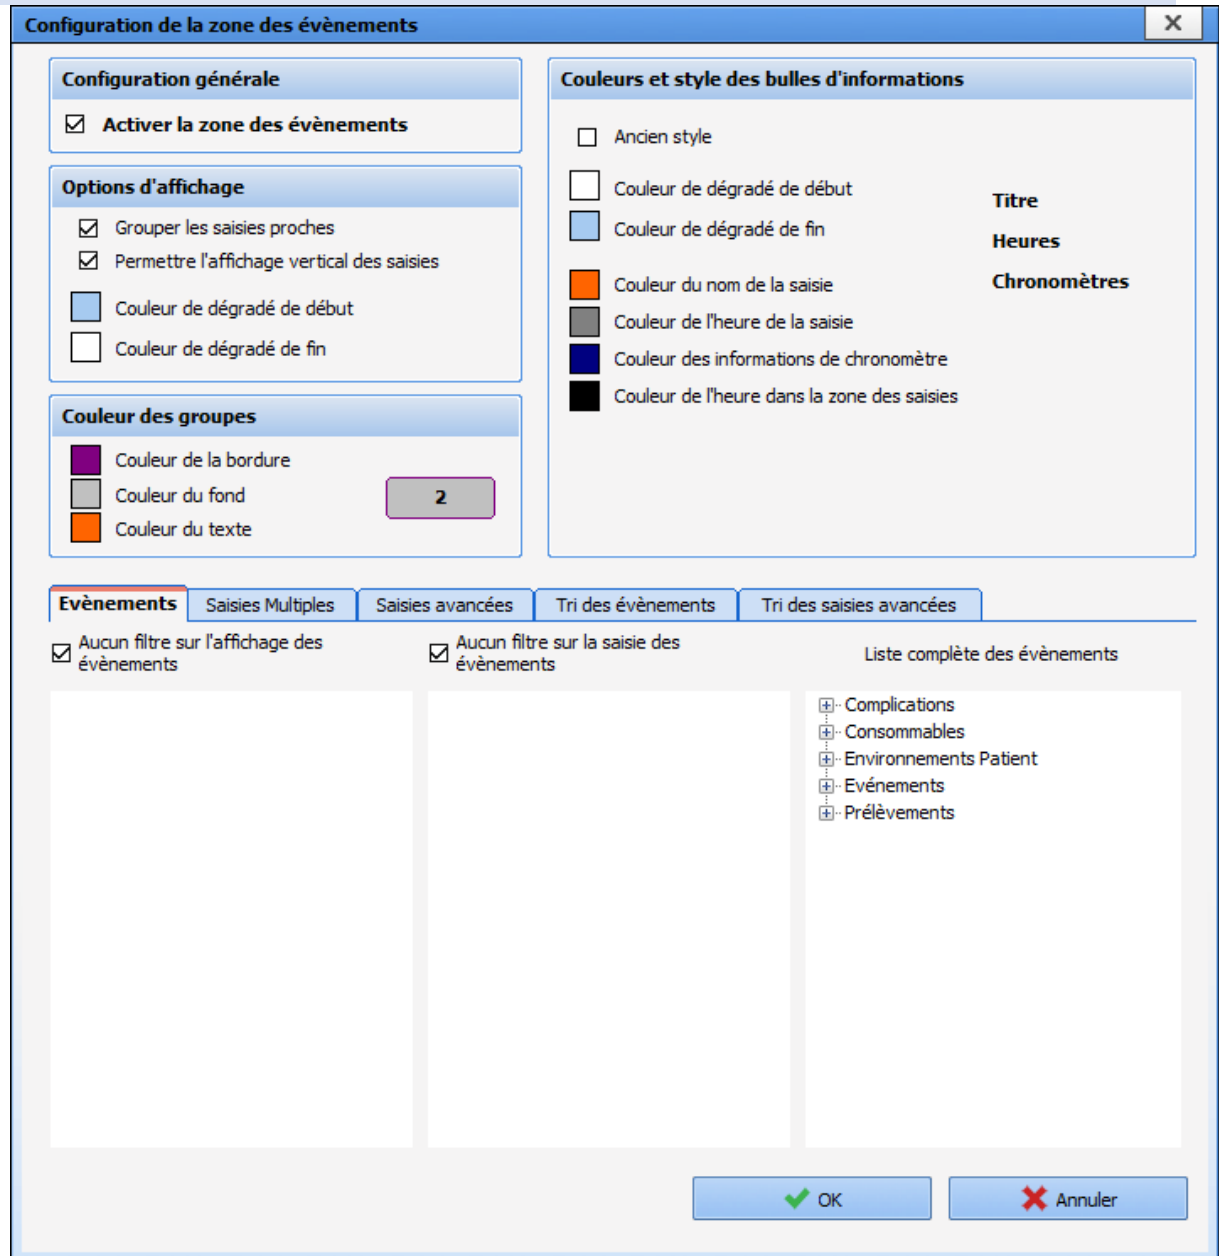 Configuration de la zone des évènements
Configuration générale
Activer la zone des évènements
Options d'affichage
Grouper les saisies proches
Permettre l'affichage vertical des saisies
Couleur de dégradé de début
Couleur de dégradé de fin
Couleur des groupes
Couleur de la bordure
Couleur du fond
Couleur du texte
2
Couleurs et style des bulles d'informations
Ancien style
Couleur de dégradé de début
Couleur de dégradé de fin
Couleur du nom de la saisie
Couleur de l'heure de la saisie
Couleur des informations de chronomètre
Couleur de l'heure dans la zone des saisies
Titre
Heures
Chronomètres
Evènements
Saisies Multiples
Saisies avancées
Tri des évènements
Tri des saisies avancées
Aucun filtre sur l'affichage des
évènements
Aucun filtre sur la saisie des
évènements
Liste complète des évènements
Complications
Consommables
Environnements Patient
Evénements
Prélèvements
OK
Annuler